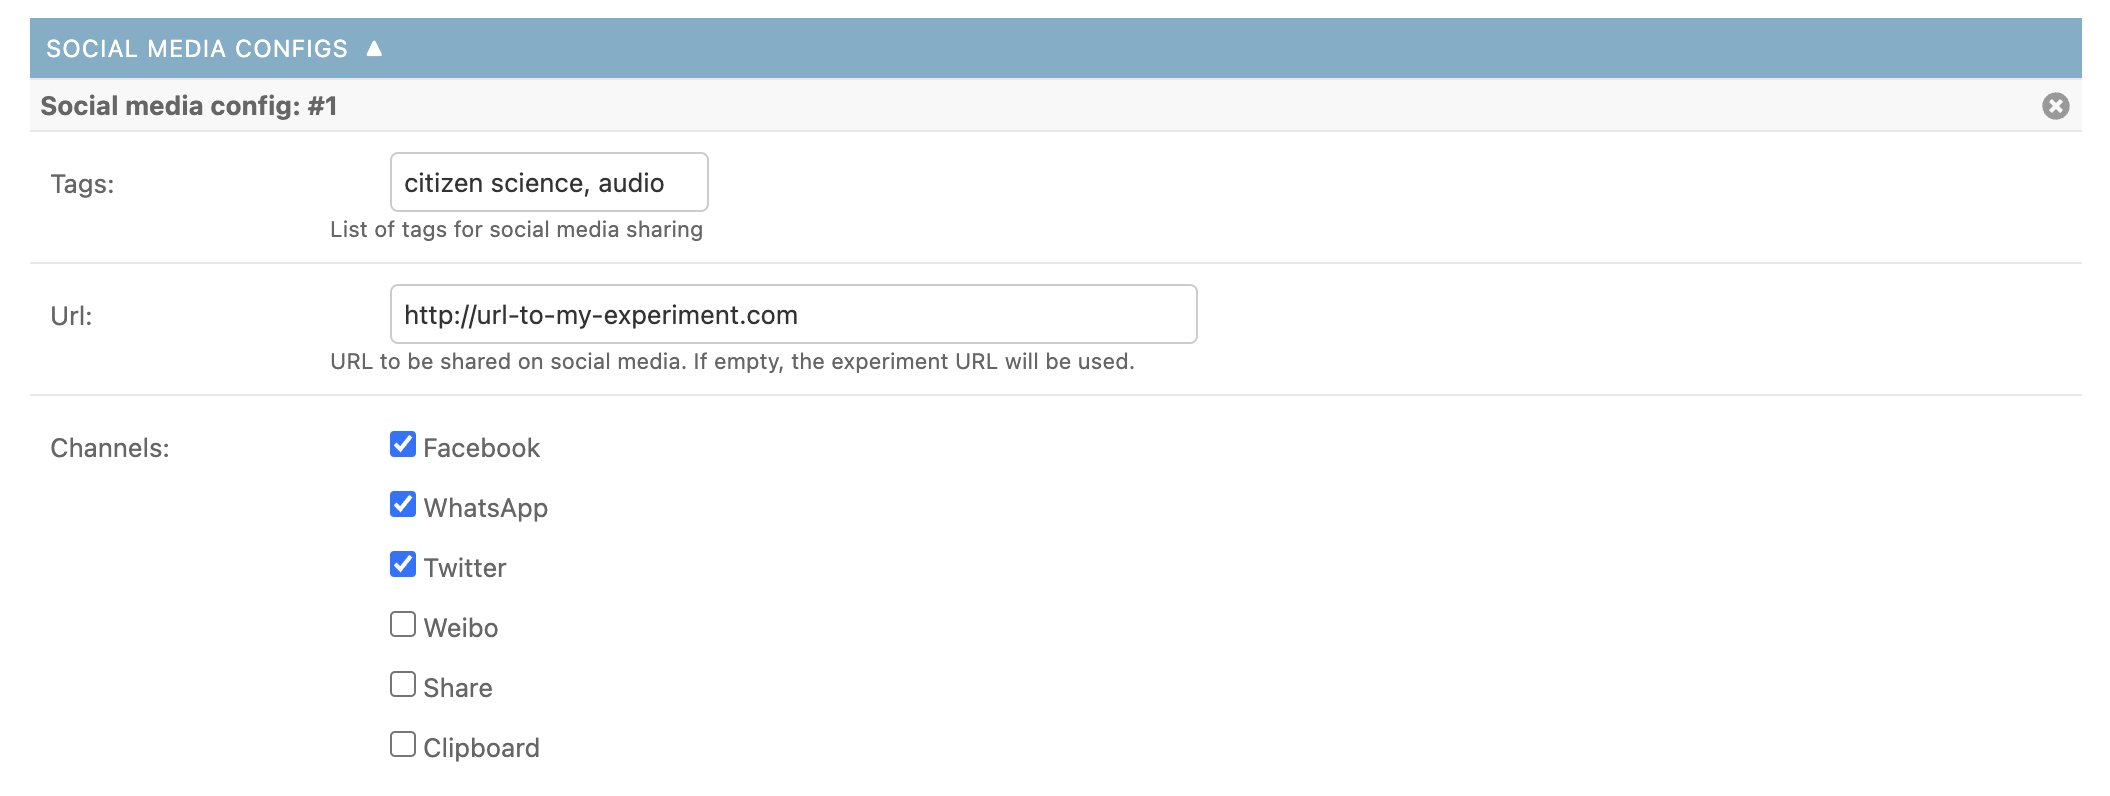 SOCIAL MEDIA CONFIGS ▲
Social media config: #1
Tags: citizen science, audio
List of tags for social media sharing
Url: http://url-to-my-experiment.com
URL to be shared on social media. If empty, the experiment URL will be used.
Channels: Facebook
WhatsApp
Twitter
Weibo
Share
Clipboard